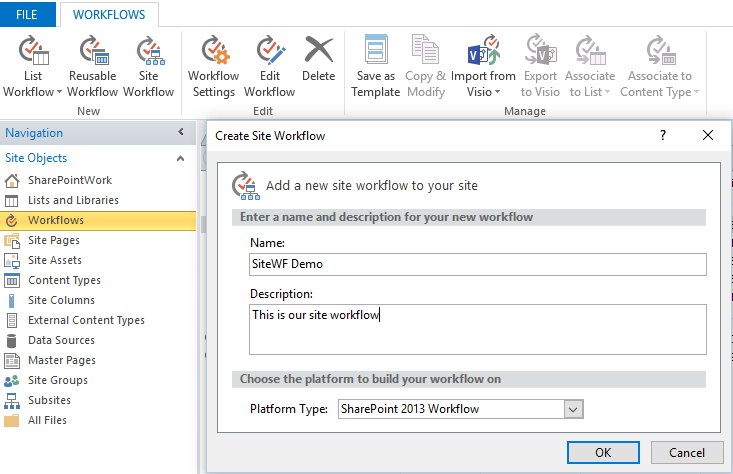 FILE WORKFLOWS
List Workflow
Reusable Workflow
Site Workflow
New
Workflow Settings
Edit Workflow
Delete
Edit
Save as Template
Copy & Modify
Import from Visio
Export to Visio
Associate to List
Associate to Content Type
Manage
Navigation
Site Objects
SharePointWork
Lists and Libraries
Workflows
Site Pages
Site Assets
Content Types
Site Columns
External Content Types
Data Sources
Master Pages
Site Groups
Subsites
All Files
Create Site Workflow ?
Add a new site workflow to your site
Enter a name and description for your new workflow
Name:
SiteWF Demo
Description:
This is our site workflow
Choose the platform to build your workflow on
Platform Type: SharePoint 2013 Workflow
OK Cancel